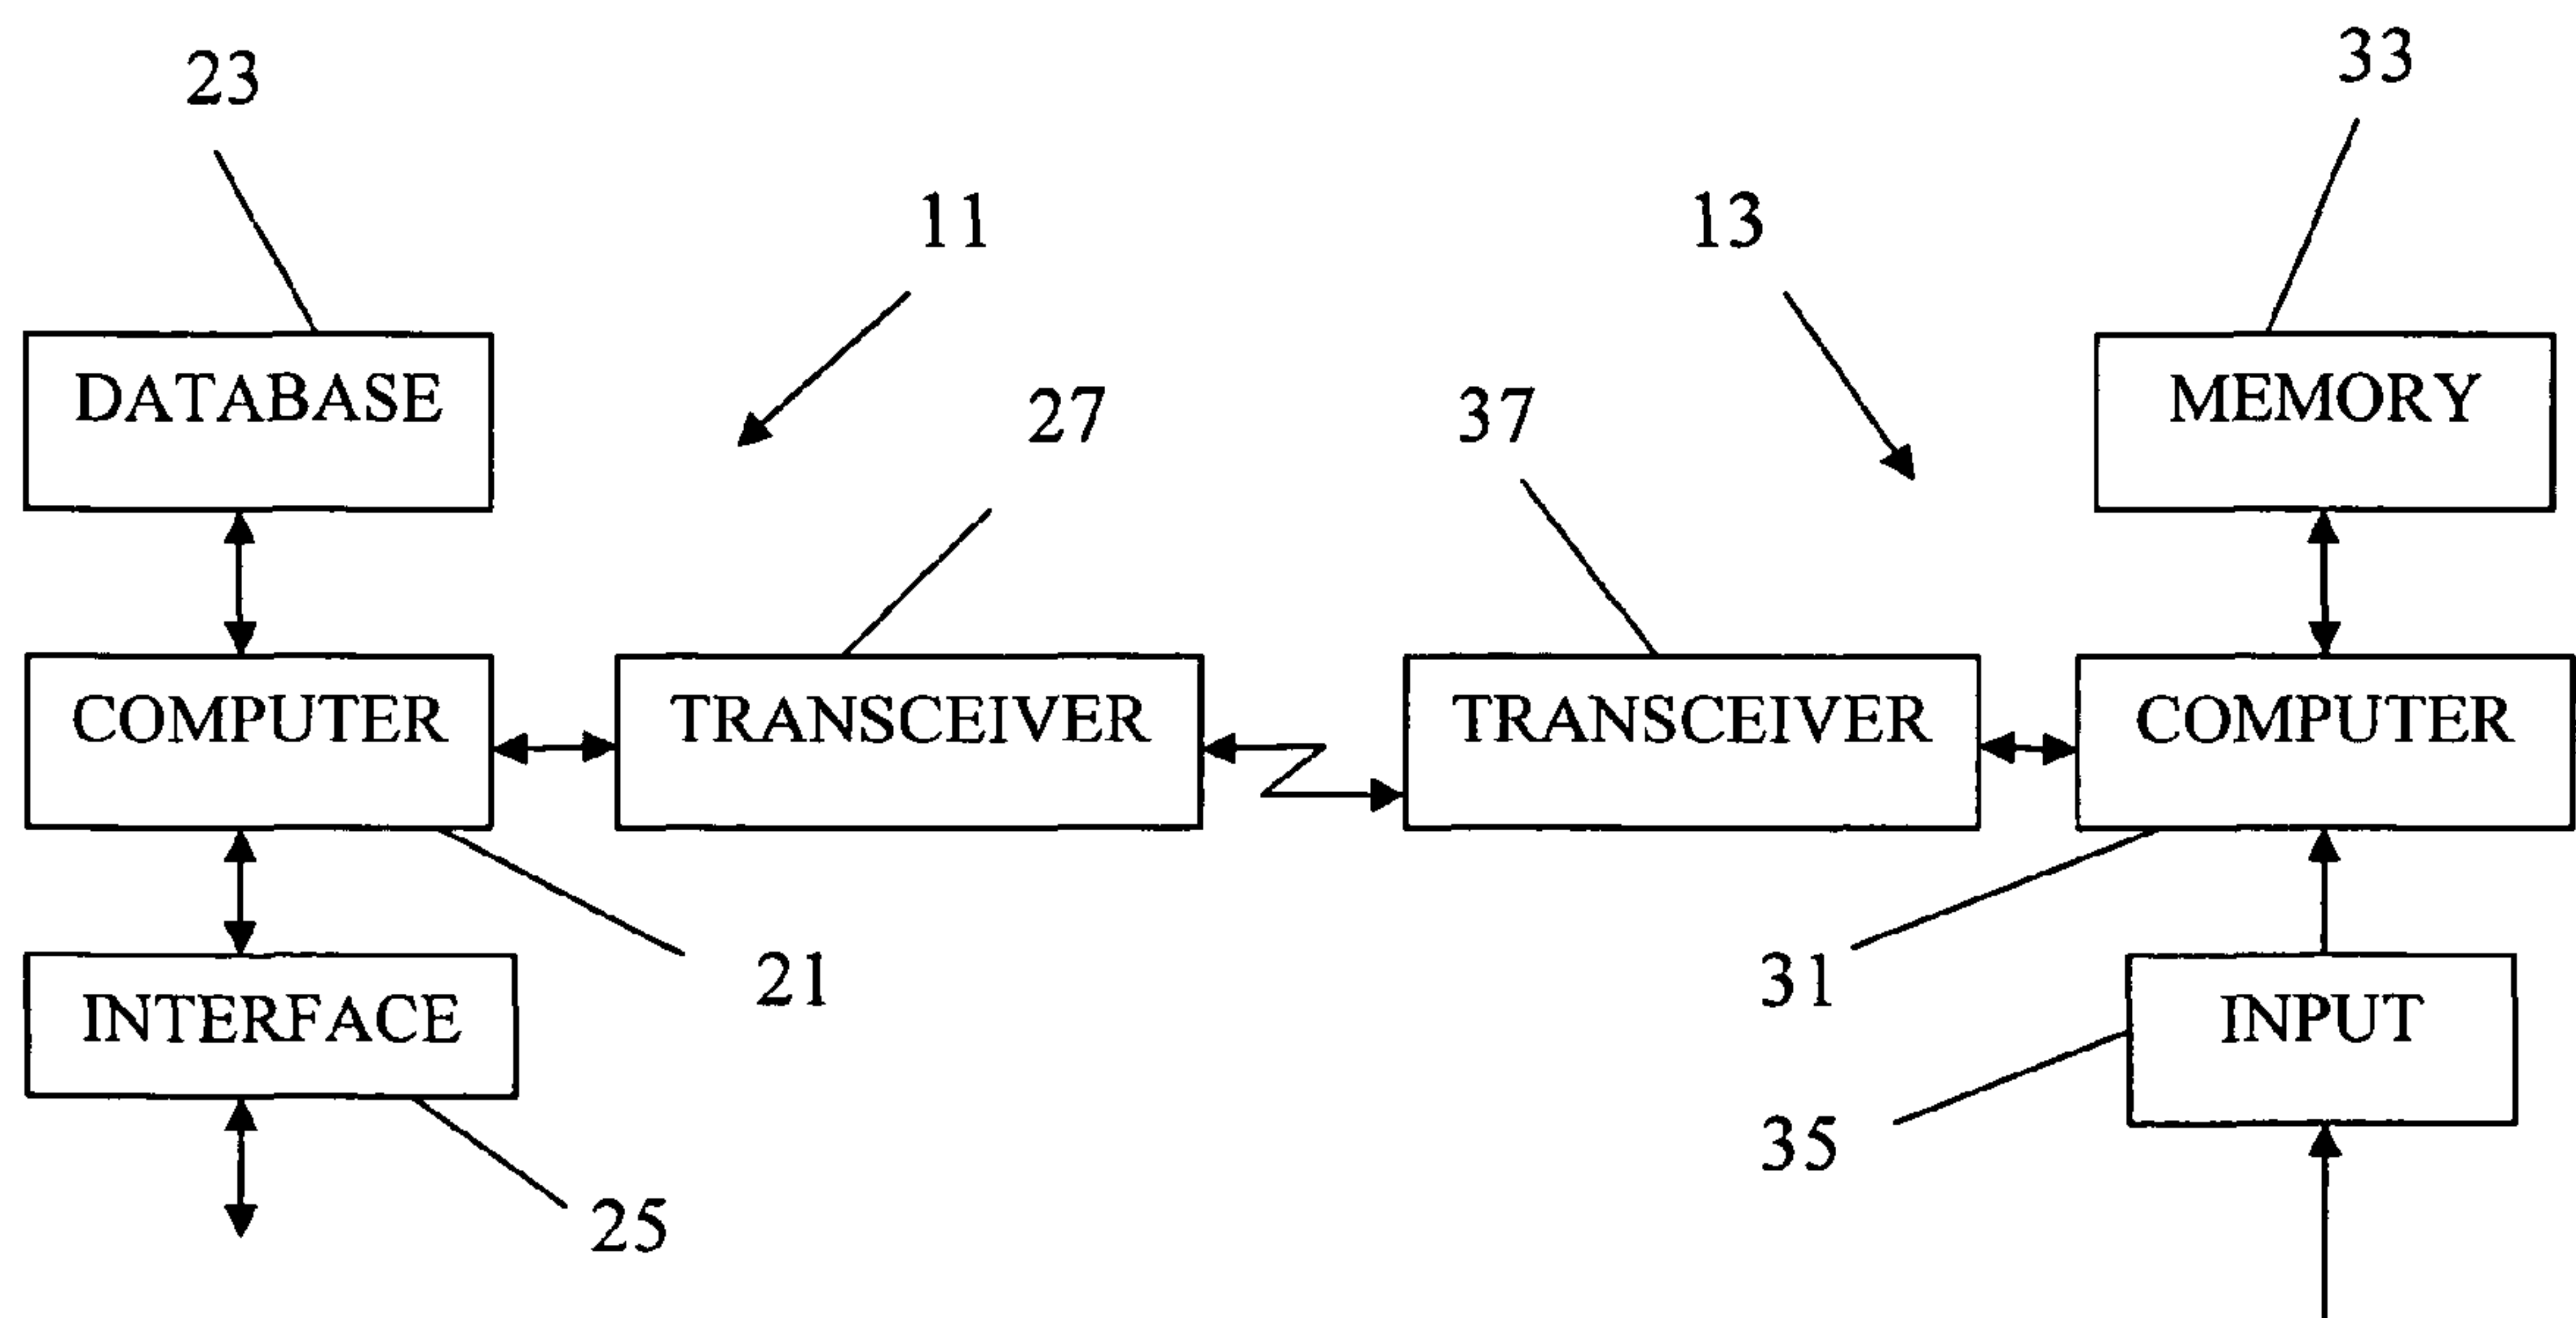 23
33
11
13
DATABASE
27
37
MEMORY
COMPUTER
TRANSCEIVER
TRANSCEIVER
COMPUTER
INTERFACE
21
31
INPUT
35
25